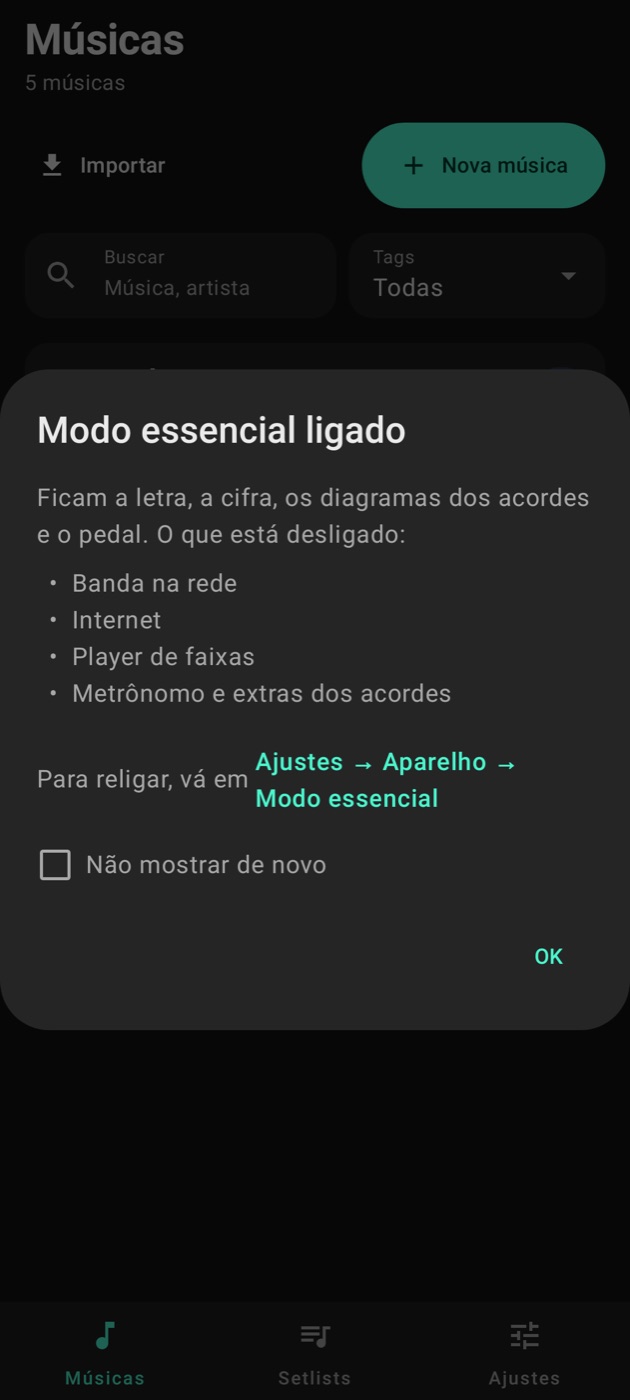 Músicas
5 músicas
Importar
Nova música
Buscar
Música, artista
Tags
Todas
Modo essencial ligado
Ficam a letra, a cifra, os diagramas dos acordes
e o pedal. O que está desligado:
• Banda na rede
• Internet
• Player de faixas
• Metrônomo e extras dos acordes
Para religar, vá em Ajustes → Aparelho →
Modo essencial
Não mostrar de novo
OK
Músicas
Setlists
Ajustes